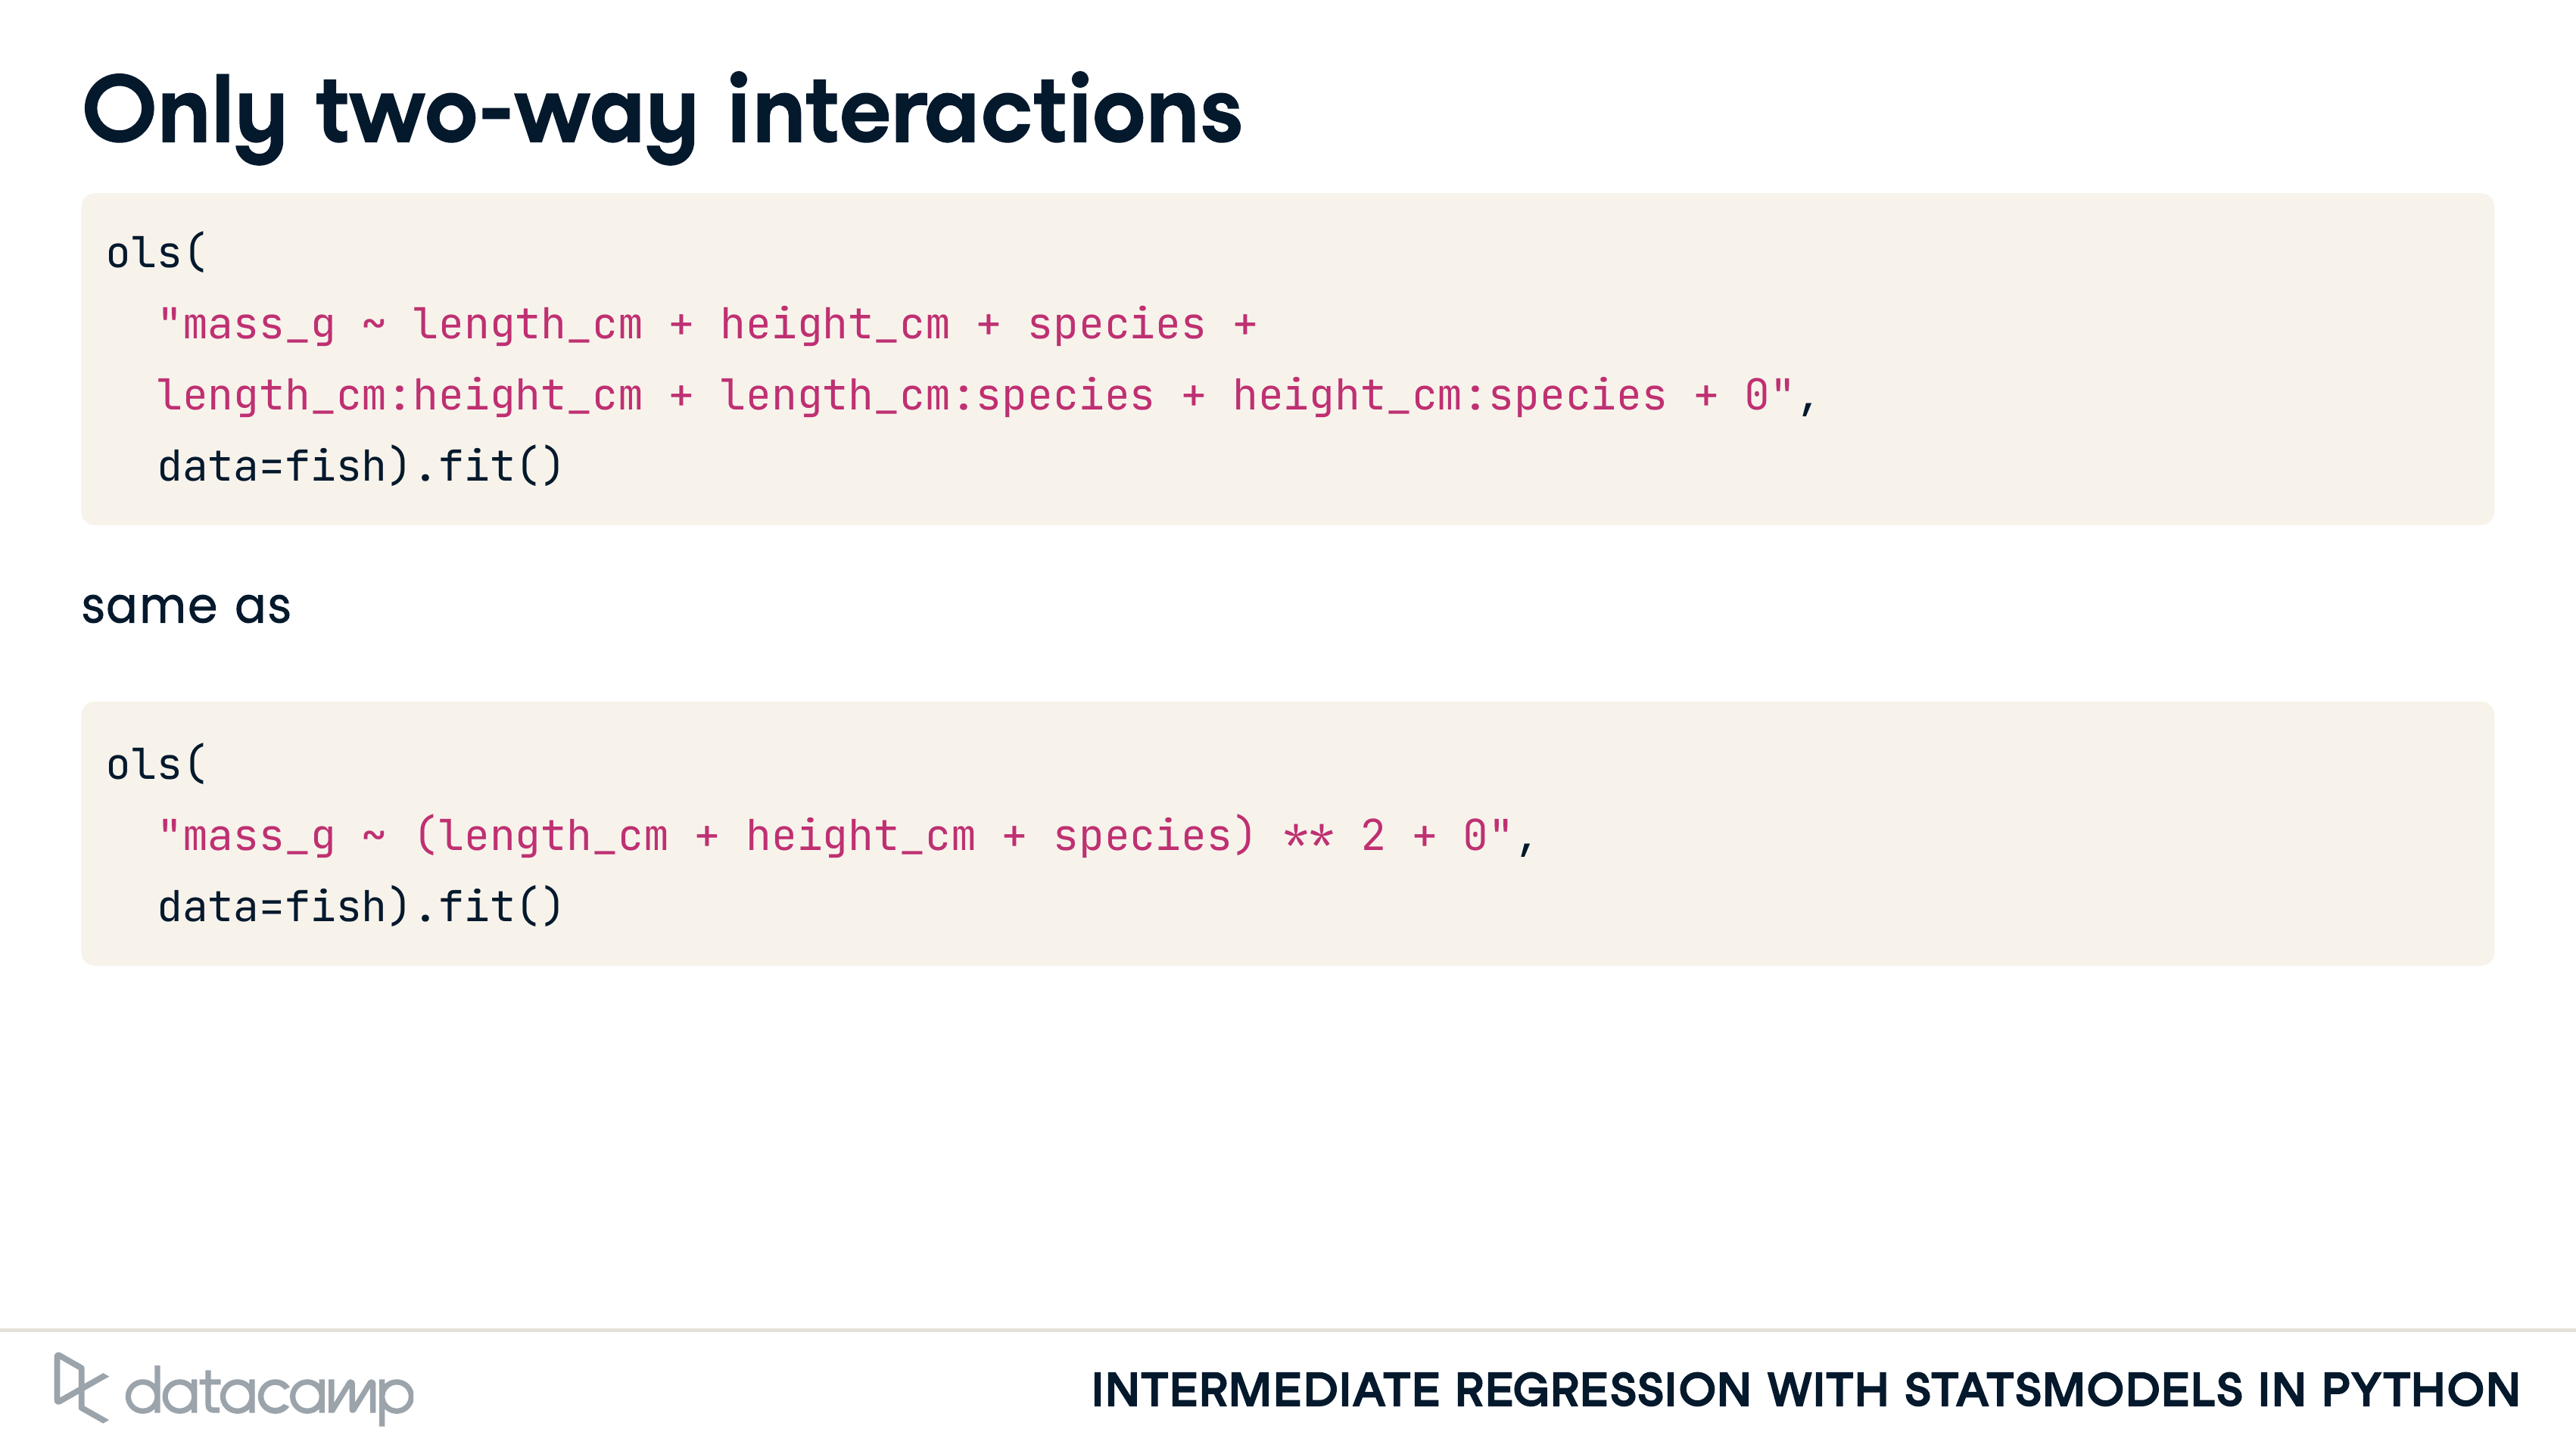 Only two-way interactions
ols(
"mass_g ~ length_cm + height_cm + species +
length_cm:height_cm + length_cm:species + height_cm:species + 0",
data=fish).fit()
same as
ols(
"mass_g ~ (length_cm + height_cm + species) ** 2 + 0",
data=fish).fit()
datacamp
INTERMEDIATE REGRESSION WITH STATSMODELS IN PYTHON